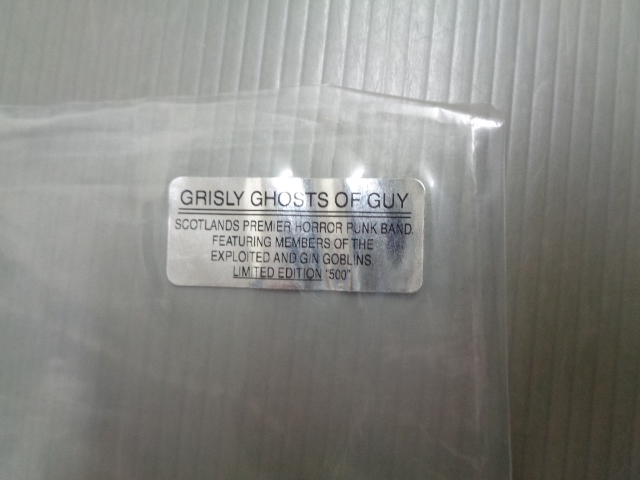 GRISLY GHOSTS OF GUY
SCOTLANDS PREMIER HORROR PUNK BAND.
FEATURING MEMBERS OF THE
EXPLOITED AND GIN GOBLINS.
LIMITED EDITION "500"